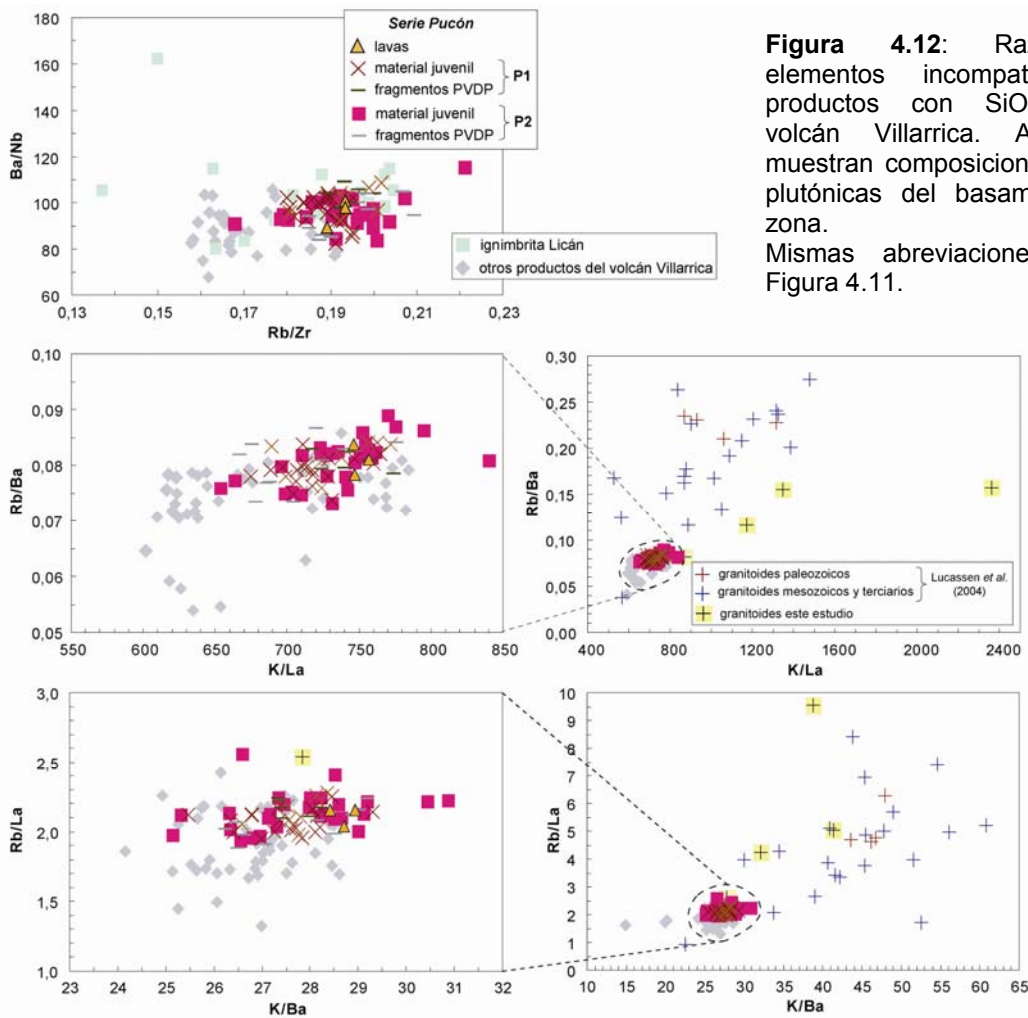 180
160
140
120
100
80
60
Ba/Nb
0,13 0,15 0,17 0,19 0,21 0,23
Rb/Zr
Serie Pucón
lavas
material juvenil
fragmentos PVDP
P1
material juvenil
fragmentos PVDP
P2
ignimbrita Licán
otros productos del volcán Villarrica
Figura 4.12:
elementos
productos con
volcán Villarrica.
muestran
plutónicas del
zona.
Mismas
Figura 4.11.
0,10
0,09
0,08
0,07
0,06
0,05
Rb/Ba
550 600 650 700 750 800 850
K/La
0,30
0,25
0,20
0,15
0,10
0,05
0,00
Rb/Ba
400 800 1200 1600 2000 2400
K/La
granitoides paleozoicos
granitoides mesozoicos y terciarios
Lucassen et al.
(2004)
granitoides este estudio
3,0
2,5
2,0
1,5
1,0
Rb/La
23 24 25 26 27 28 29 30 31 32
K/Ba
10
9
8
7
6
5
4
3
2
1
0
Rb/La
10 15 20 25 30 35 40 45 50 55 60 65
K/Ba